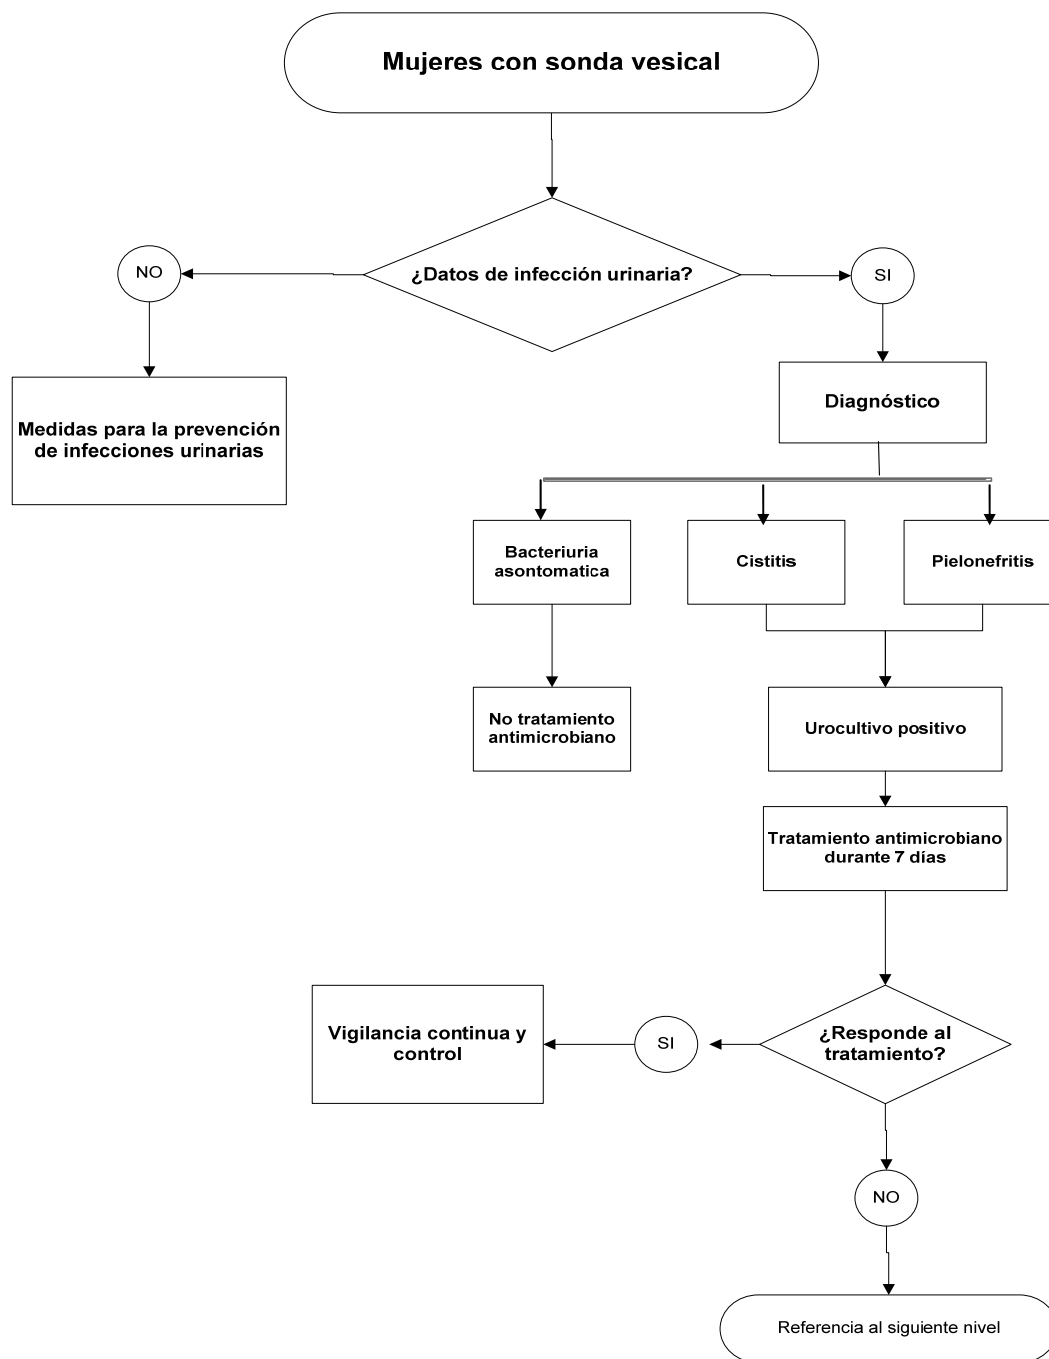 Mujeres con sonda vesical
¿Datos de infección urinaria?
NO
SI
Medidas para la prevención
de infecciones urinarias
Diagnóstico
Bacteriuria
asontomatica
Cistitis
Pielonefritis
No tratamiento
antimicrobiano
Urocultivo positivo
Tratamiento antimicrobiano
durante 7 días
¿Responde al
tratamiento?
SI
Vigilancia continua y
control
NO
Referencia al siguiente nivel